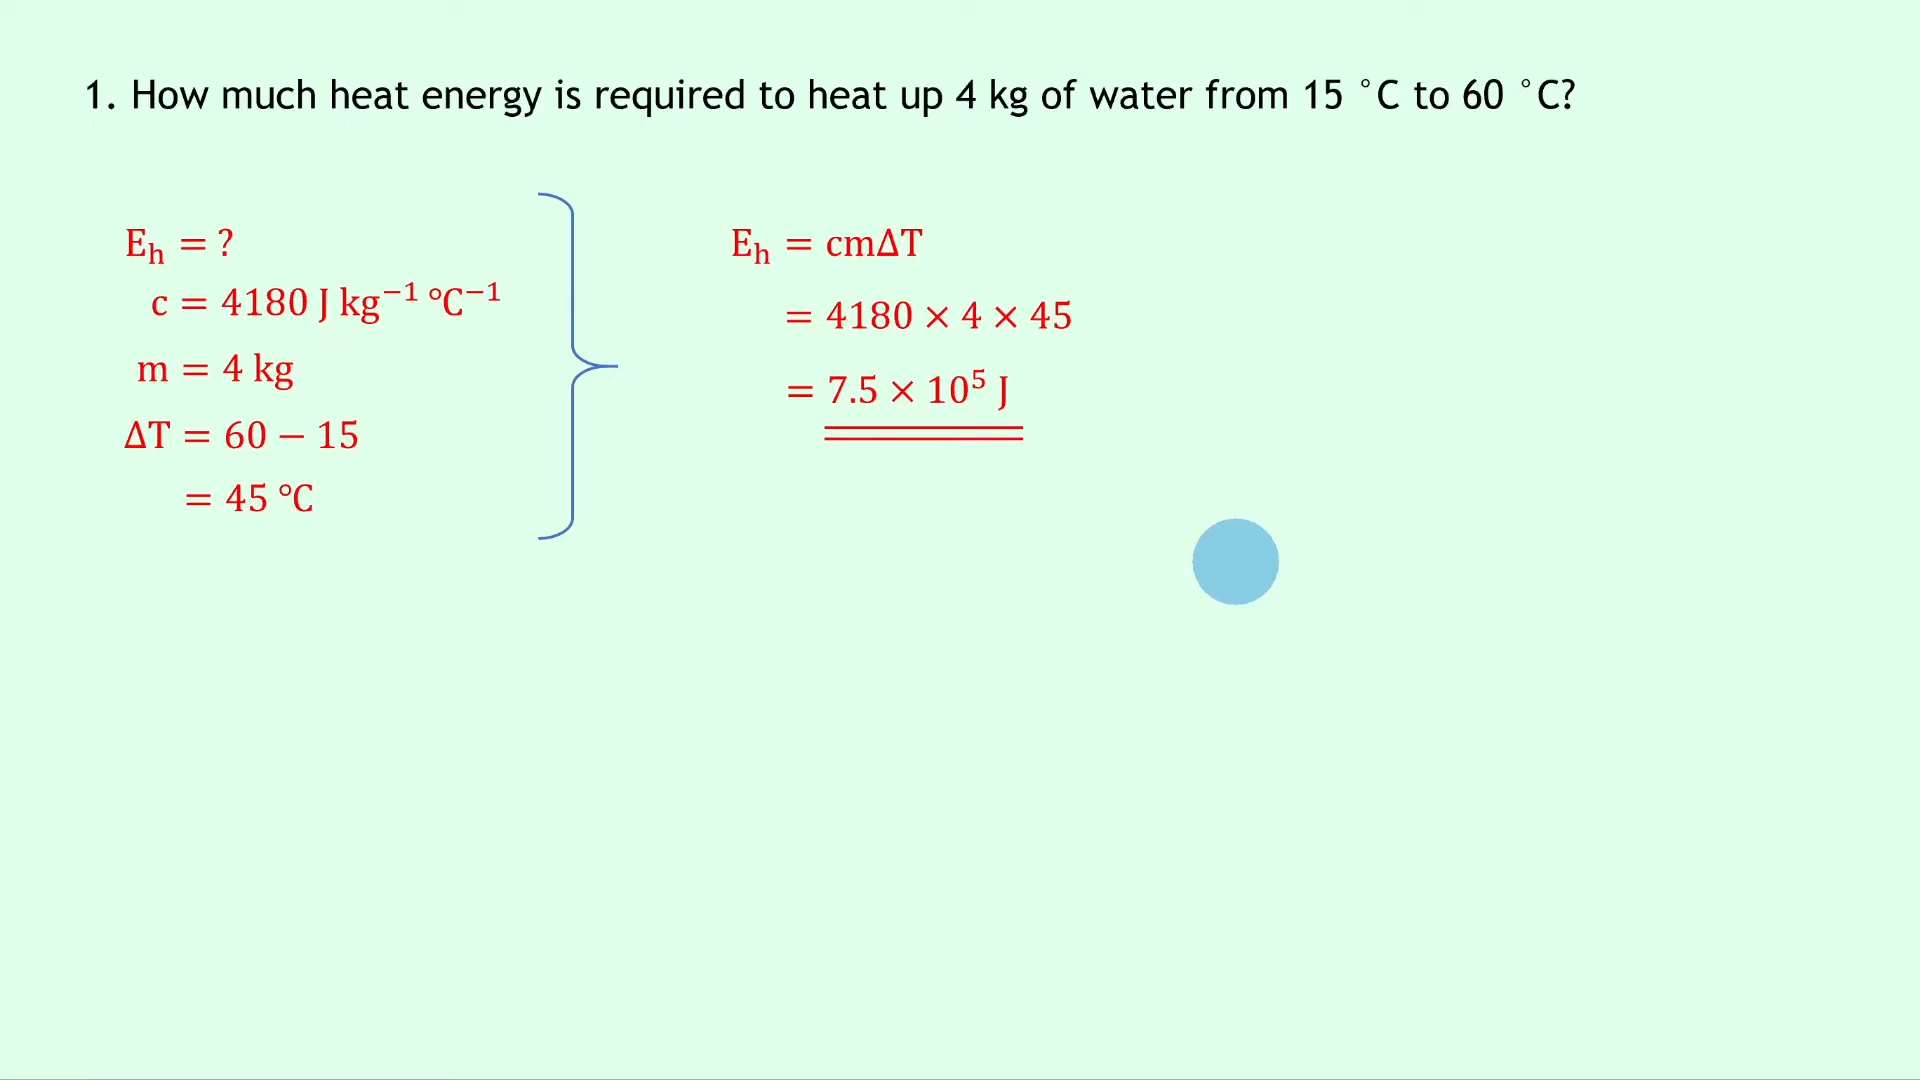 1. How much heat energy is required to heat up 4 kg of water from 15 °C to 60 °C?
Eₕ = ?
c = 4180 J kg⁻¹ °C⁻¹
m = 4 kg
ΔT = 60 − 15
= 45 °C
Eₕ = cmΔT
= 4180 × 4 × 45
= 7.5 × 10⁵ J